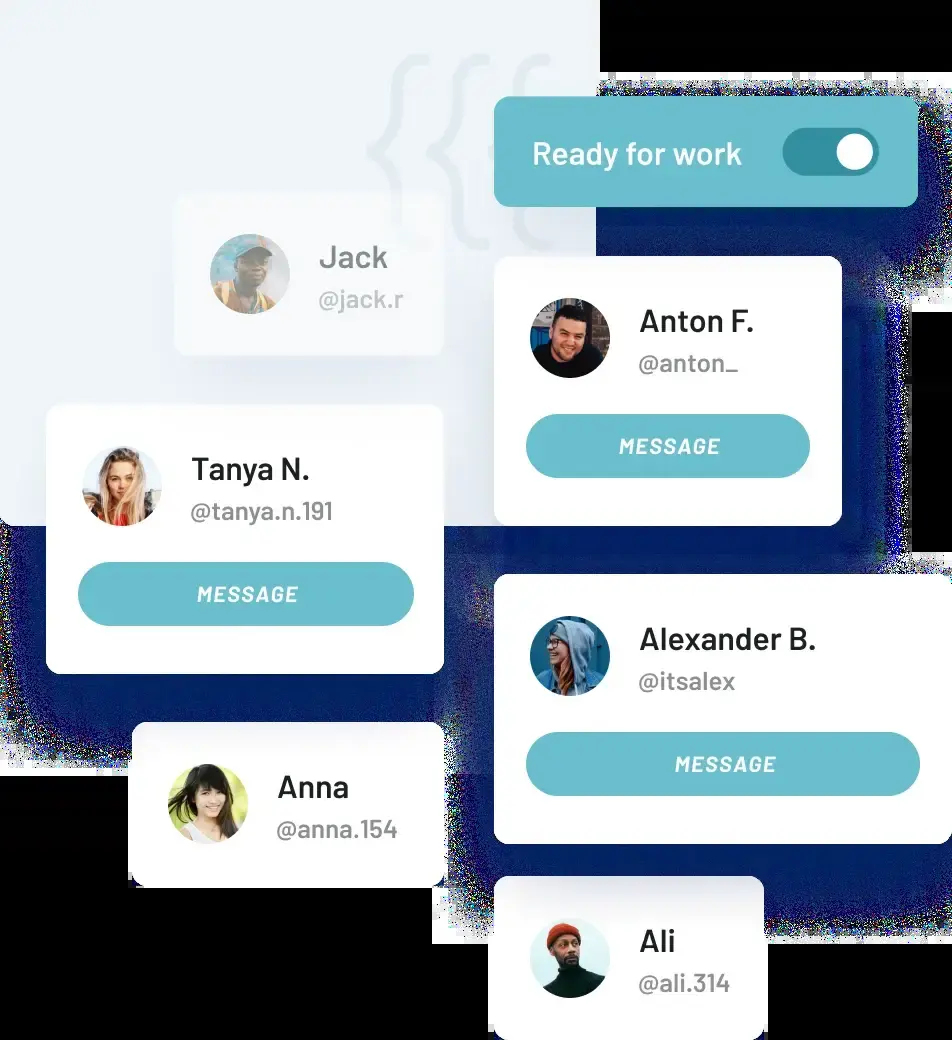 {{{
Ready for work
Jack
@jack.r
Anton F.
@anton_
MESSAGE
Tanya N.
@tanya.n.191
MESSAGE
Alexander B.
@itsalex
MESSAGE
Anna
@anna.154
Ali
@ali.314